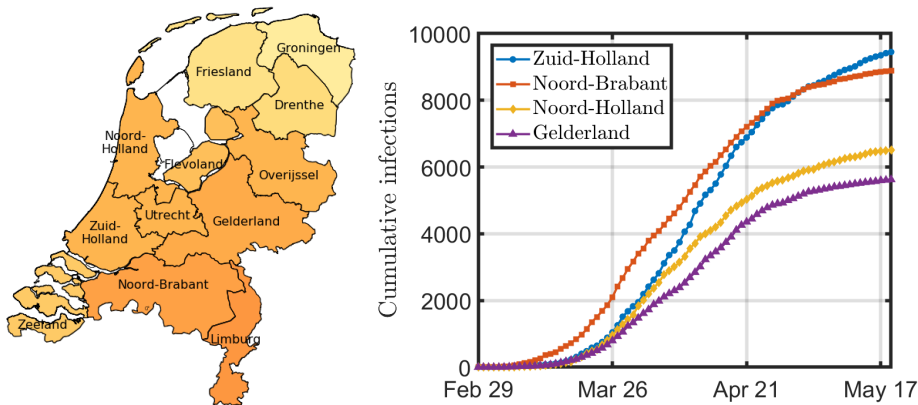 Groningen
Friesland
Drenthe
Noord-
Holland
Flevoland
Overijssel
Utrecht
Gelderland
Zuid-
Holland
Noord-Brabant
Zeeland
Limburg
Cumulative infections
10000
8000
6000
4000
2000
0
Zuid-Holland
Noord-Brabant
Noord-Holland
Gelderland
Feb 29
Mar 26
Apr 21
May 17